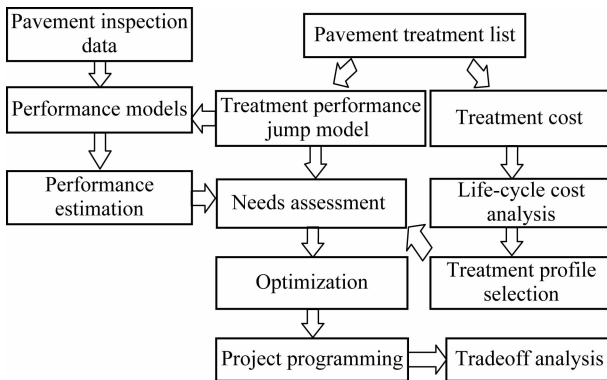 Pavement inspection
data
Pavement treatment list
Performance models
Treatment performance
jump model
Treatment cost
Performance
estimation
Needs assessment
Life-cycle cost
analysis
Optimization
Treatment profile
selection
Project programming
Tradeoff analysis